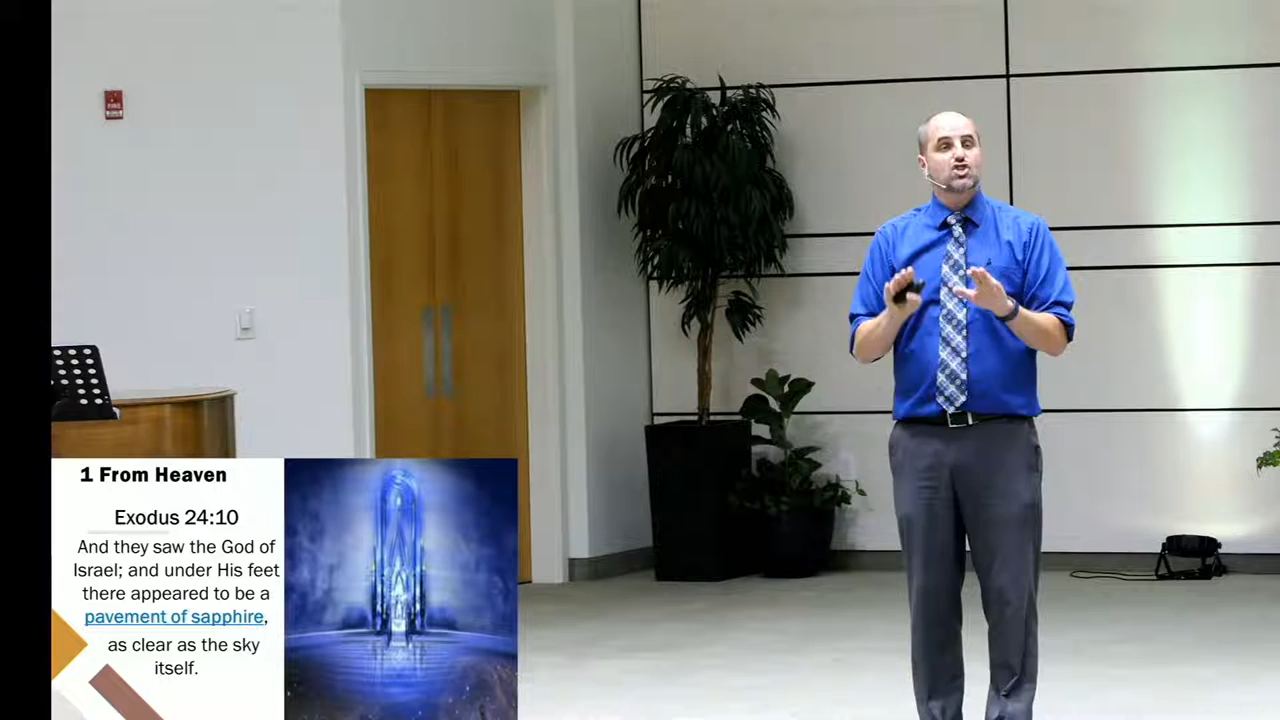 FIRE
1 From Heaven
Exodus 24:10
And they saw the God of
Israel; and under His feet
there appeared to be a
pavement of sapphire,
as clear as the sky
itself.